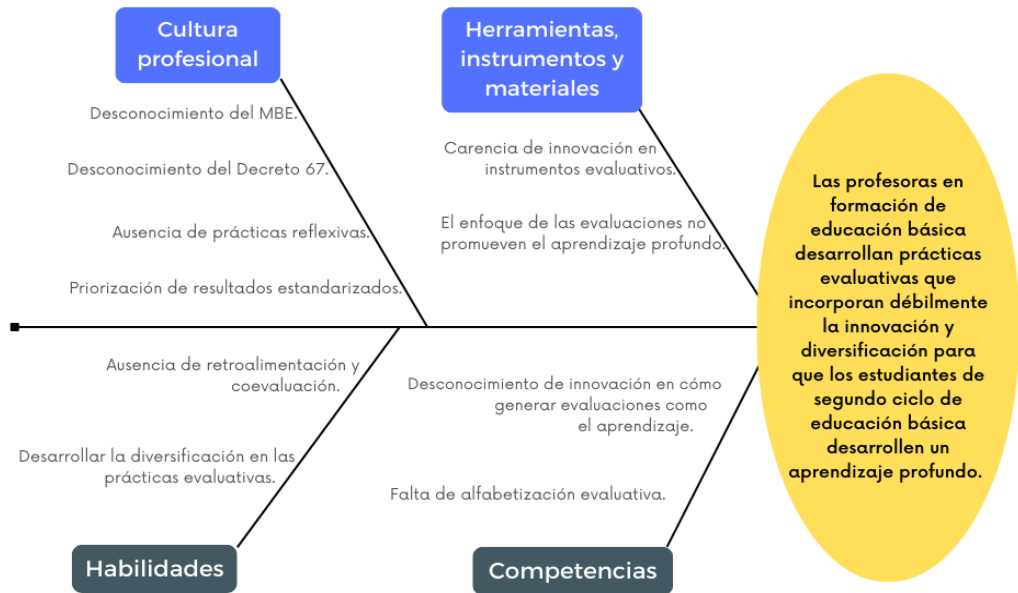 Cultura
profesional
Desconocimiento del MBE.
Desconocimiento del Decreto 67.
Ausencia de prácticas reflexivas.
Priorización de resultados estandarizados.
Herramientas,
instrumentos y
materiales
Carencia de innovación en
instrumentos evaluativos.
El enfoque de las evaluaciones no
promueven el aprendizaje profundo.
Ausencia de retroalimentación y
coevaluación.
Desarrollar la diversificación en las
prácticas evaluativas.
Habilidades
Desconocimiento de innovación en cómo
generar evaluaciones como
el aprendizaje.
Falta de alfabetización evaluativa.
Competencias
Las profesoras en
formación de
educación básica
desarrollan prácticas
evaluativas que
incorporan débilmente
la innovación y
diversificación para
que los estudiantes de
segundo ciclo de
educación básica
desarrollen un
aprendizaje profundo.